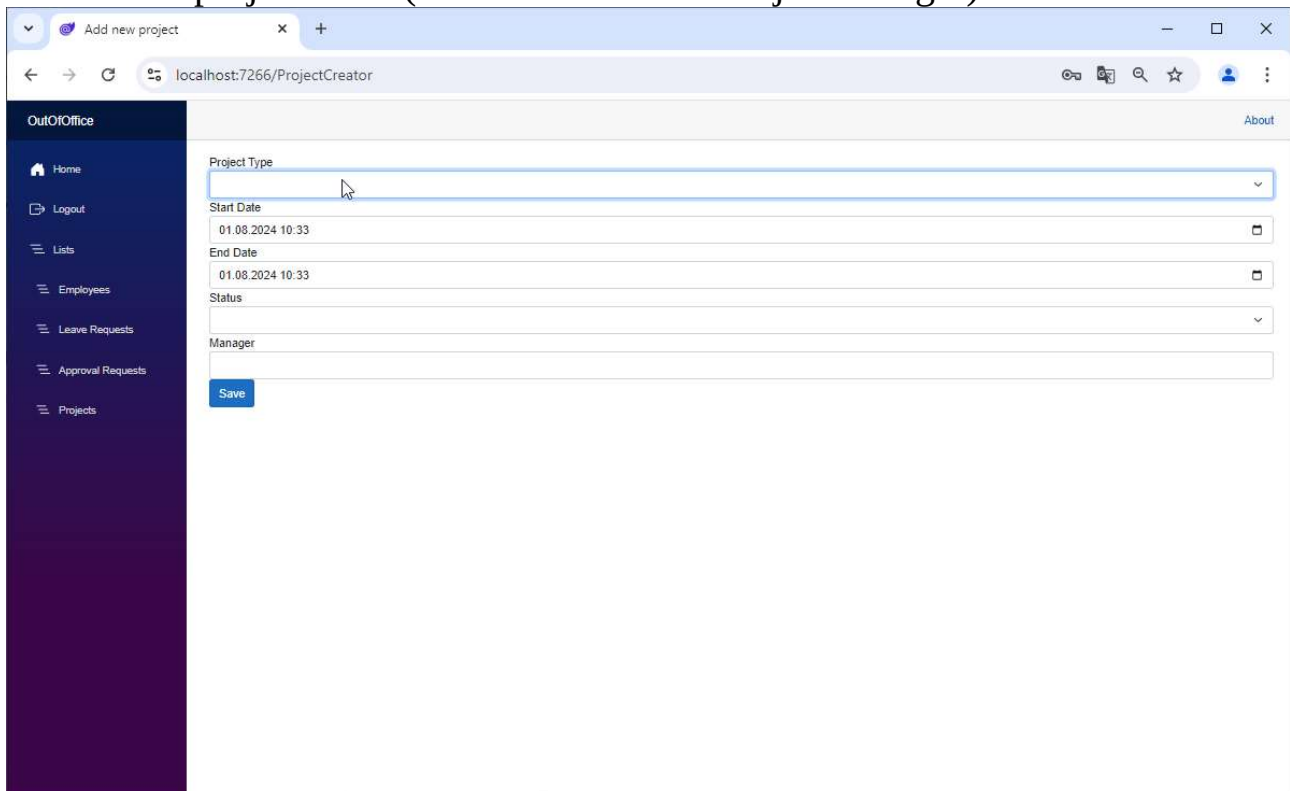 Add new project
localhost:7266/ProjectCreator
OutOfOffice
About
Home
Logout
Lists
Employees
Leave Requests
Approval Requests
Projects
Project Type
Start Date
01.08.2024 10:33
End Date
01.08.2024 10:33
Status
Manager
Save